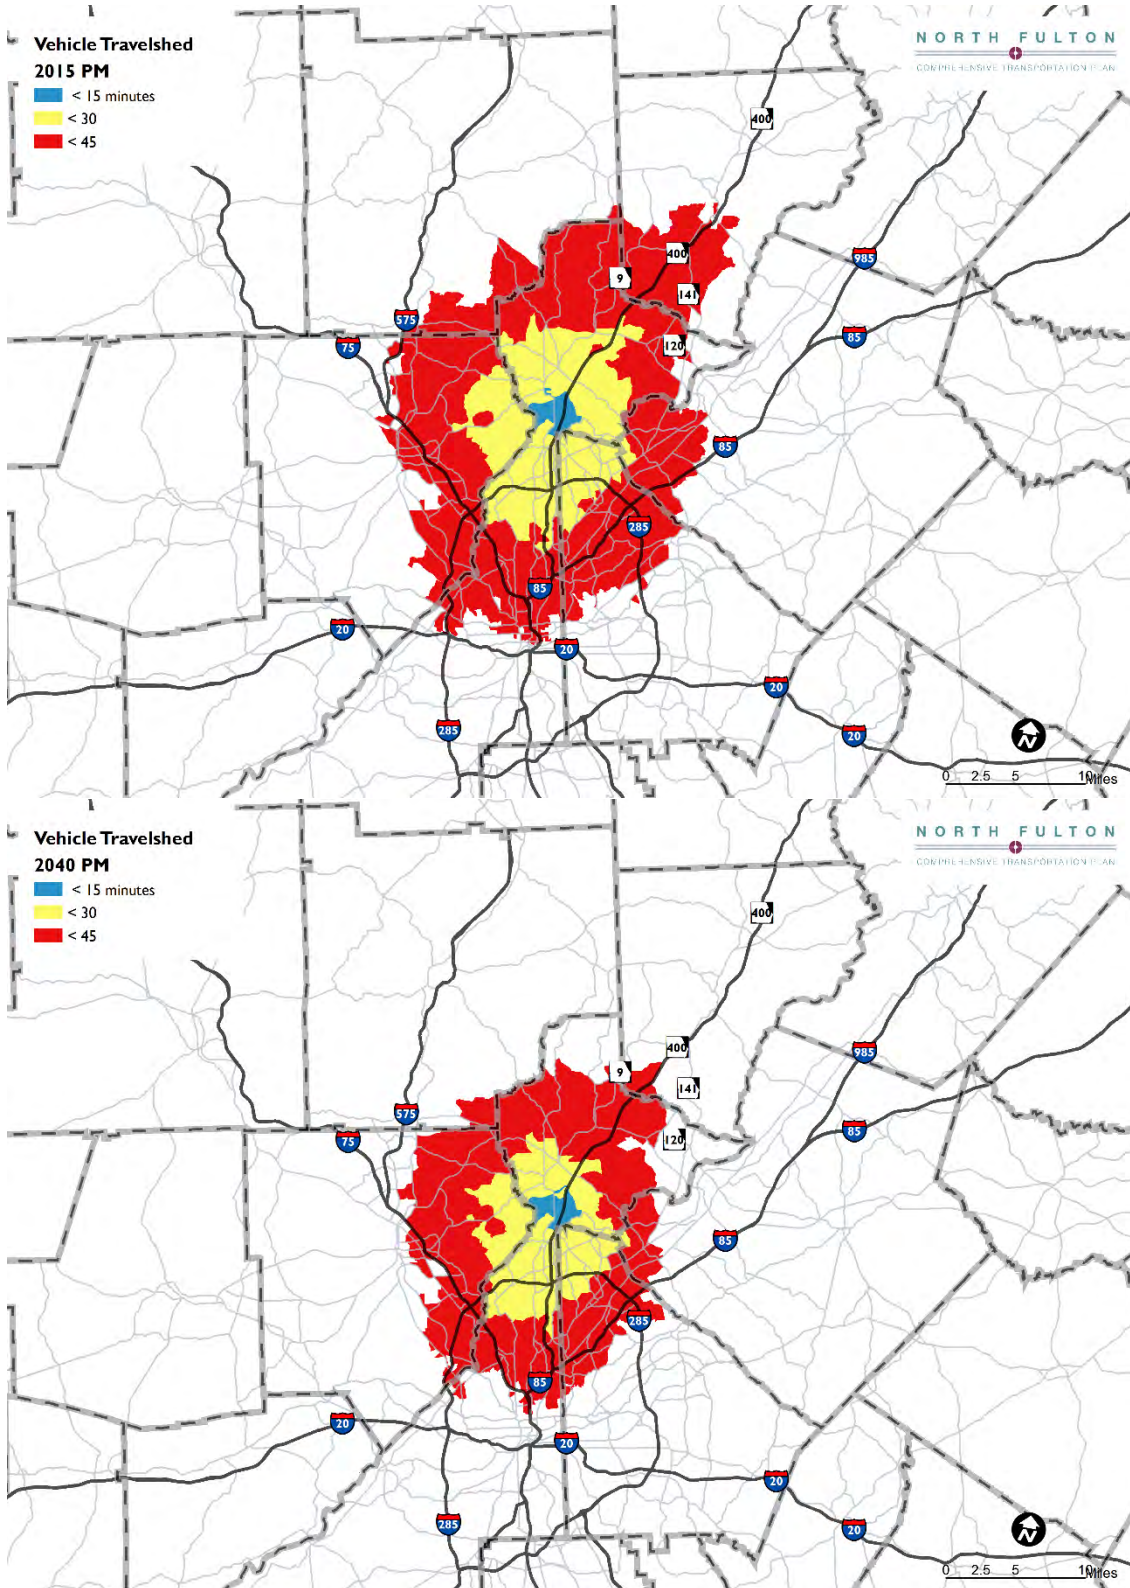 Vehicle Travelshed
2015 PM
< 15 minutes
< 30
< 45
NORTH FULTON
COMPREHENSIVE TRANSPORTATION PLAN
400
400
9
141
985
575
75
120
85
85
285
85
20
20
20
285
20
N
0 2.5 5 10 Miles
Vehicle Travelshed
2040 PM
< 15 minutes
< 30
< 45
NORTH FULTON
COMPREHENSIVE TRANSPORTATION PLAN
400
400
985
9
141
575
75
120
85
85
285
85
20
20
20
285
20
N
0 2.5 5 10 Miles